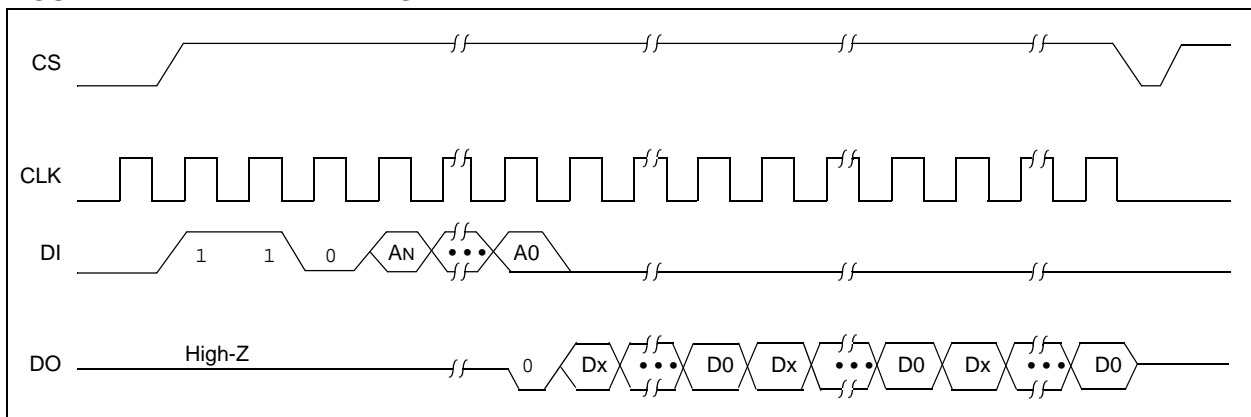 CS
CLK
DI 1 1 0 AN ••• A0
High-Z
DO 0 Dx ••• D0 Dx ••• D0 Dx ••• D0